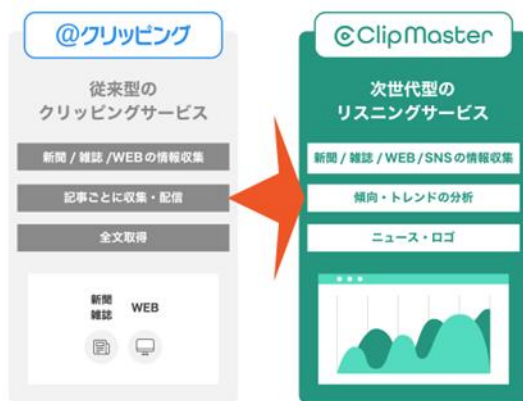 @クリッピング
従来型の
クリッピングサービス
新聞 / 雑誌 /WEBの情報収集
記事ごとに収集・配信
全文取得
新聞
雑誌
WEB
ClipMaster
次世代型の
リスニングサービス
新聞 / 雑誌 / WEB/SNSの情報収集
傾向・トレンドの分析
ニュース・ロゴ